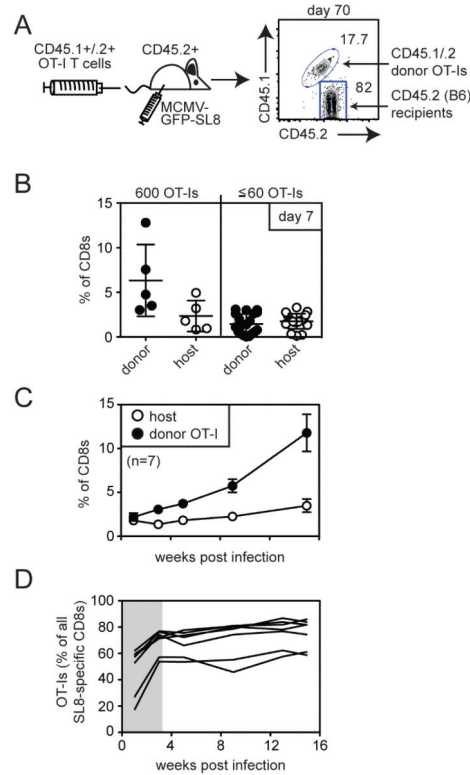 A
CD45.1+/.2+
OT-I T cells
CD45.2+
MCMV-
GFP-SL8
day 70
17.7
82
CD45.1
CD45.2
CD45.1/.2
donor OT-Is
CD45.2 (B6)
recipients
B
600 OT-Is
≤60 OT-Is
day 7
% of CD8s
15
10
5
0
donor
host
donor
host
C
host
donor OT-I
(n=7)
% of CD8s
15
10
5
0
weeks post infection
D
OT-Is (% of all
SL8-specific CD8s)
100
80
60
40
20
0
0
4
8
12
16
weeks post infection